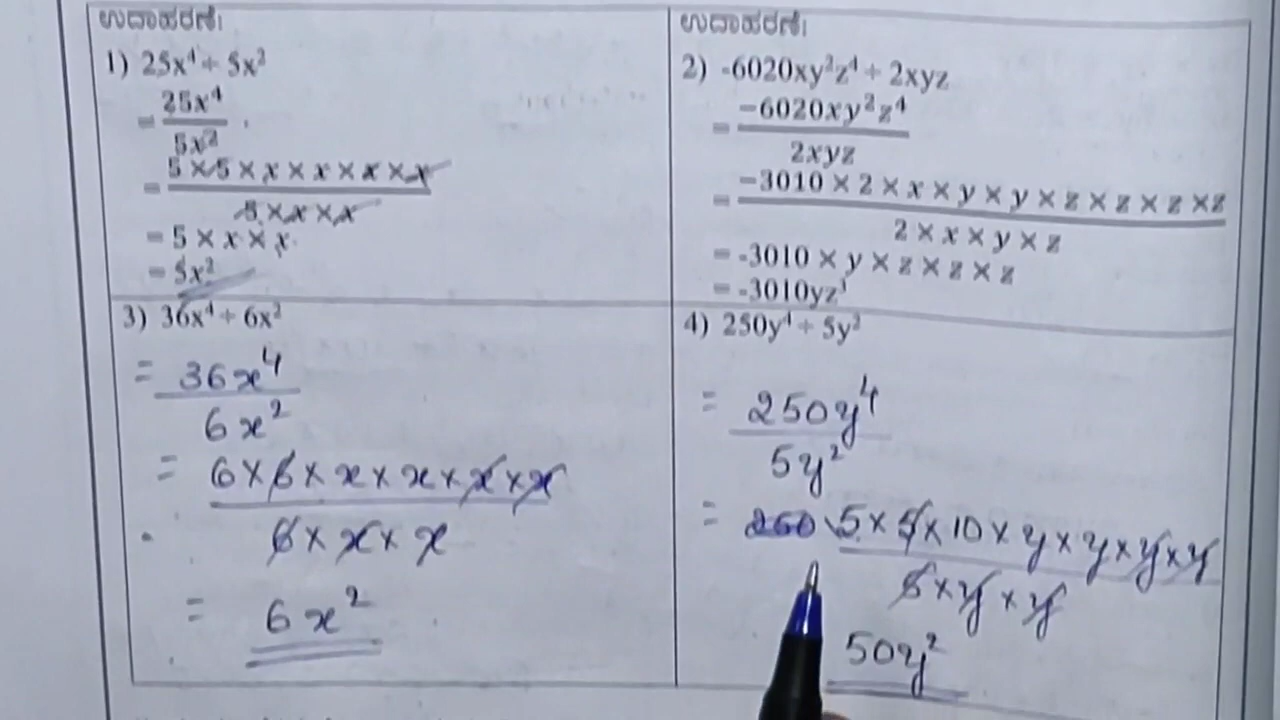 ಉದಾಹರಣೆ:
1) 25x⁴ ÷ 5x²
= 25x⁴
5x²
= 5 × 5 × x × x × x × x
5 × x × x
= 5 × x × x
= 5x²
ಉದಾಹರಣೆ:
2) -6020xy²z⁴ ÷ 2xyz
= −6020xy²z⁴
2xyz
= −3010 × 2 × x × y × y × z × z × z × z
2 × x × y × z
= -3010 × y × z × z × z
= -3010yz³
3) 36x⁴ ÷ 6x²
= 36x⁴
6x²
= 6 × 6 × x × x × x × x
6 × x × x
= 6x²
4) 250y⁴ ÷ 5y²
= 250y⁴
5y²
= 5 × 5 × 10 × y × y × y × y
5 × y × y
50y²